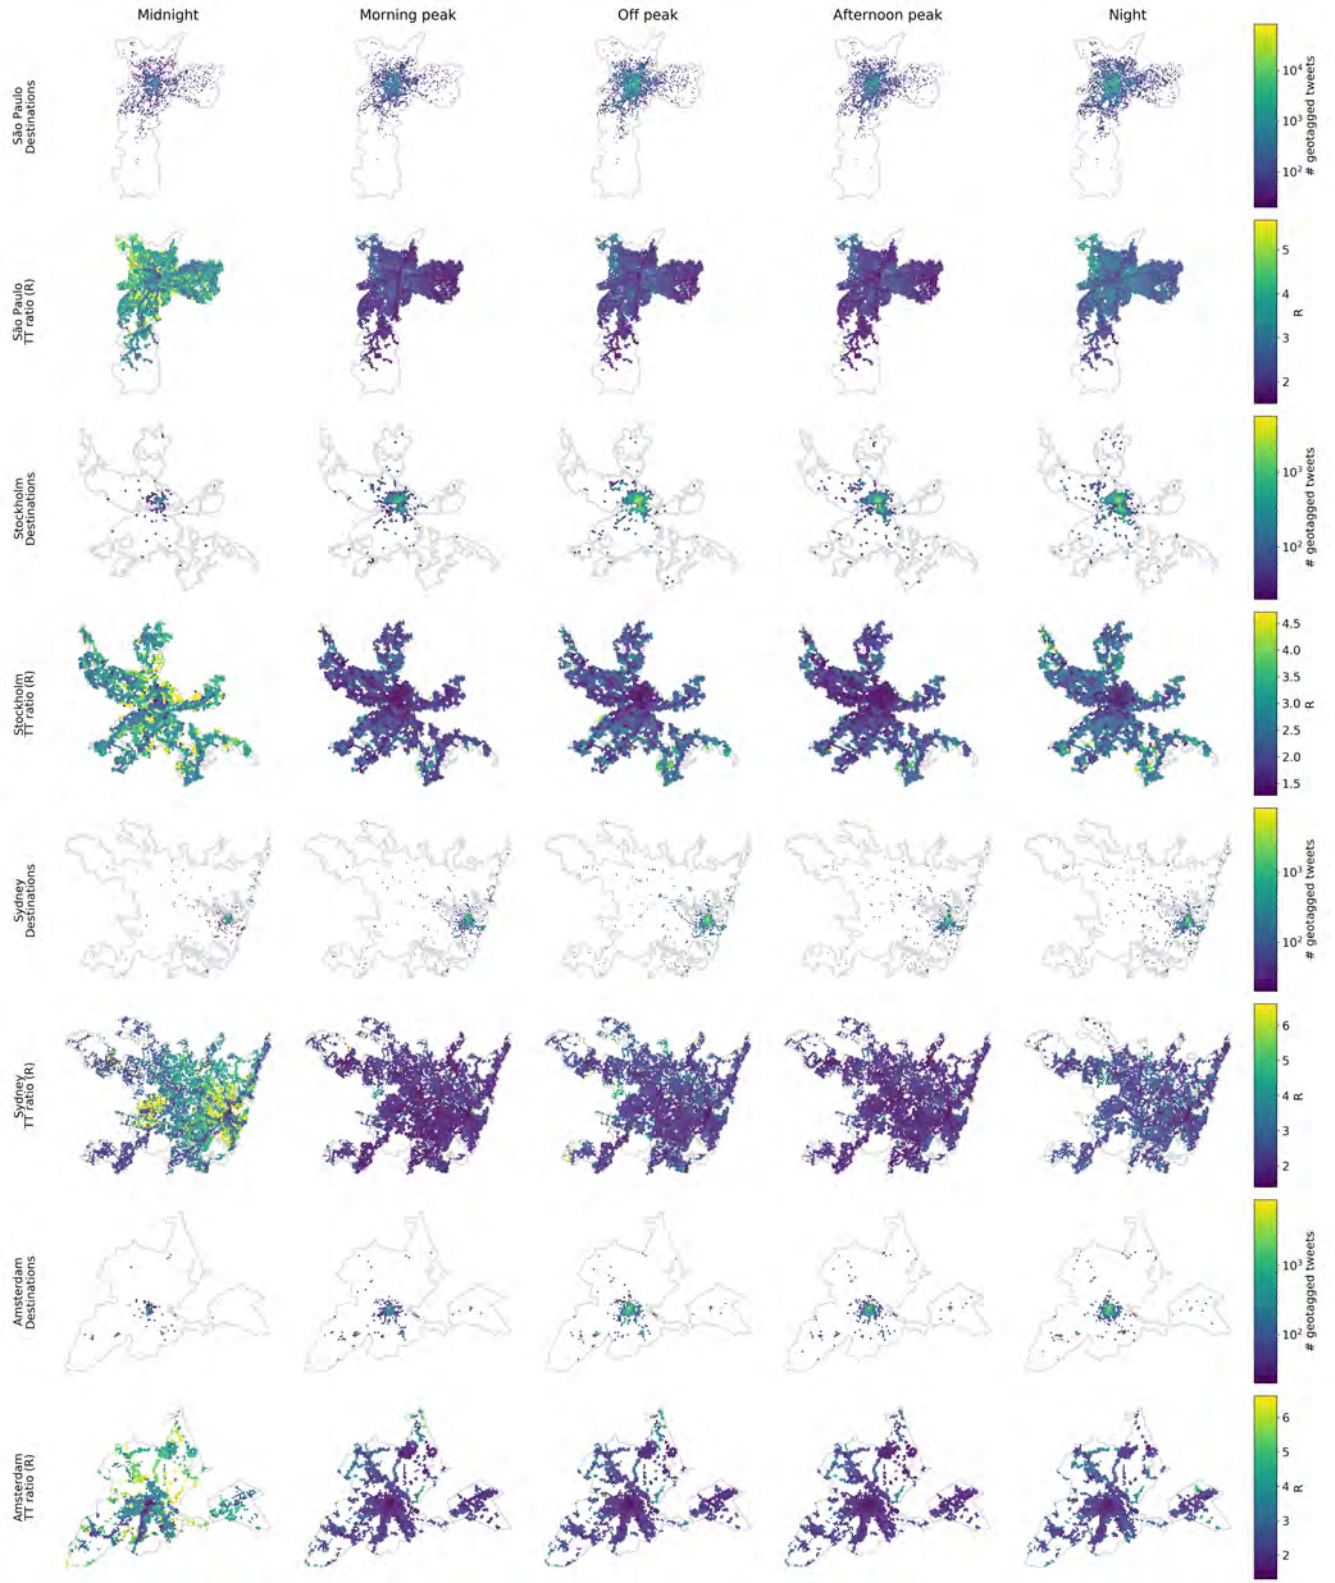 Midnight Morning peak Off peak Afternoon peak Night
São Paulo
Destinations
10⁴
10³
10²
# geotagged tweets
São Paulo
TT ratio (R)
5
4
3
2
R
Stockholm
Destinations
10³
10²
# geotagged tweets
Stockholm
TT ratio (R)
4.5
4.0
3.5
3.0
2.5
2.0
1.5
R
Sydney
Destinations
10³
10²
# geotagged tweets
Sydney
TT ratio (R)
6
5
4
3
2
R
Amsterdam
Destinations
10³
10²
# geotagged tweets
Amsterdam
TT ratio (R)
6
5
4
3
2
R